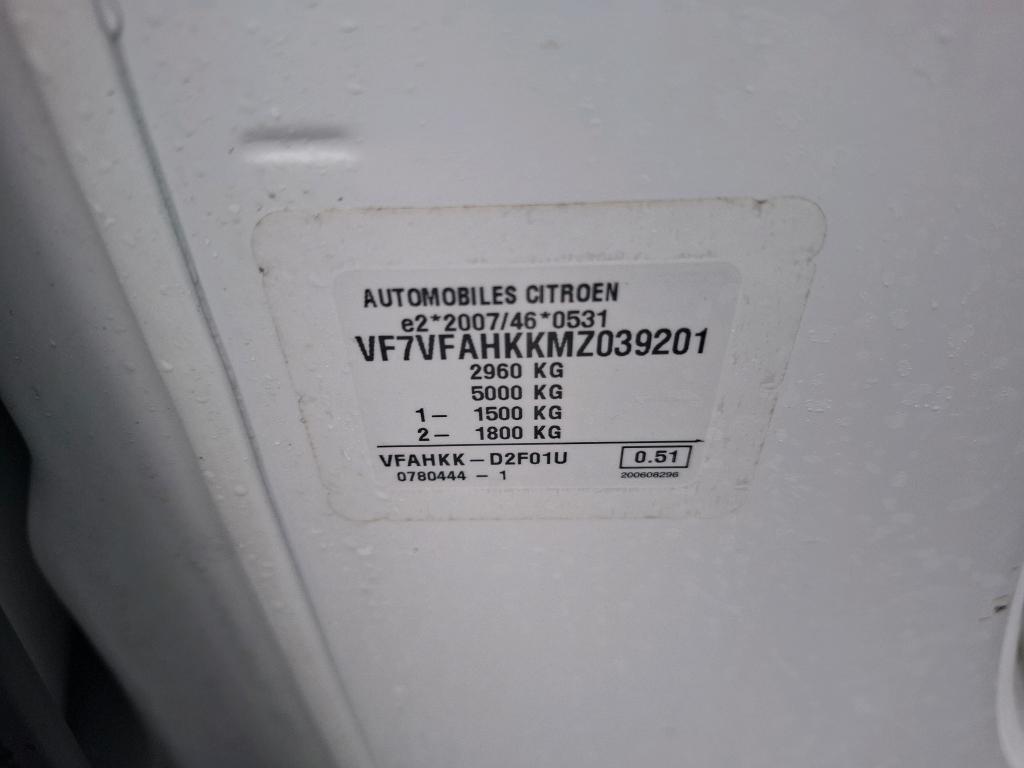 AUTOMOBILES CITROEN
e2*2007/46*0531
VF7VFAHKKMZ039201
2960 KG
5000 KG
1- 1500 KG
2- 1800 KG
VFAHKK-D2F01U 0.51
0780444 - 1 200608296